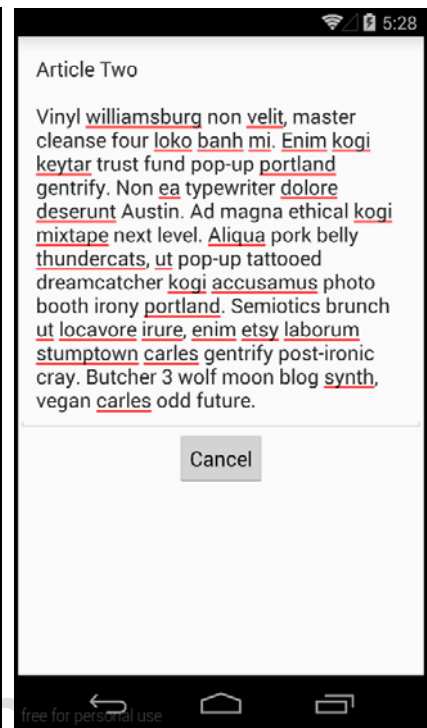 5:28
Article Two
Vinyl williamsburg non velit, master
cleanse four loko banh mi. Enim kogi
keytar trust fund pop-up portland
gentrify. Non ea typewriter dolore
deserunt Austin. Ad magna ethical kogi
mixtape next level. Aliqua pork belly
thundercats, ut pop-up tattooed
dreamcatcher kogi accusamus photo
booth irony portland. Semiotics brunch
ut locavore irure, enim etsy laborum
stumptown carles gentrify post-ironic
cray. Butcher 3 wolf moon blog synth,
vegan carles odd future.
Cancel
free for personal use